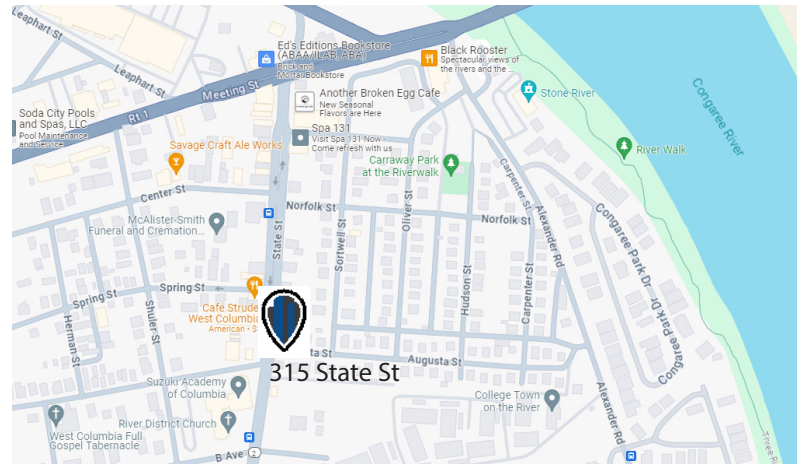 Leaphart St
Leaphart St
Ed's Editions Bookstore
(ABAA/ILAB, ABA)
Brick and
Mortar Bookstore
Black Rooster
Spectacular views of
the rivers and the ...
Meeting St
Rt 1
Another Broken Egg Cafe
New Seasonal
Flavors are Here
Stone River
Congaree River
Soda City Pools
and Spas, LLC
Pool Maintenance
and Service
Spa 131
Visit Spa 131 Now -
Come refresh with us
Savage Craft Ale Works
River Walk
Carraway Park
at the Riverwalk
Carpenter St
Center St
Norfolk St
Oliver St
Norfolk St
Alexander Rd
Congaree Park Dr
McAlister-Smith
Funeral and Cremation...
State St
Sortwell St
Hudson St
Carpenter St
Spring St
Spring St
Cafe Strude
West Columbia
American • S
Herman St
Shuler St
ta St
Augusta St
Congaree Park Dr
315 State St
Suzuki Academy
of Columbia
College Town
on the River
Alexander Rd
River District Church
West Columbia Full
Gospel Tabernacle
B Ave
2
Three Ri